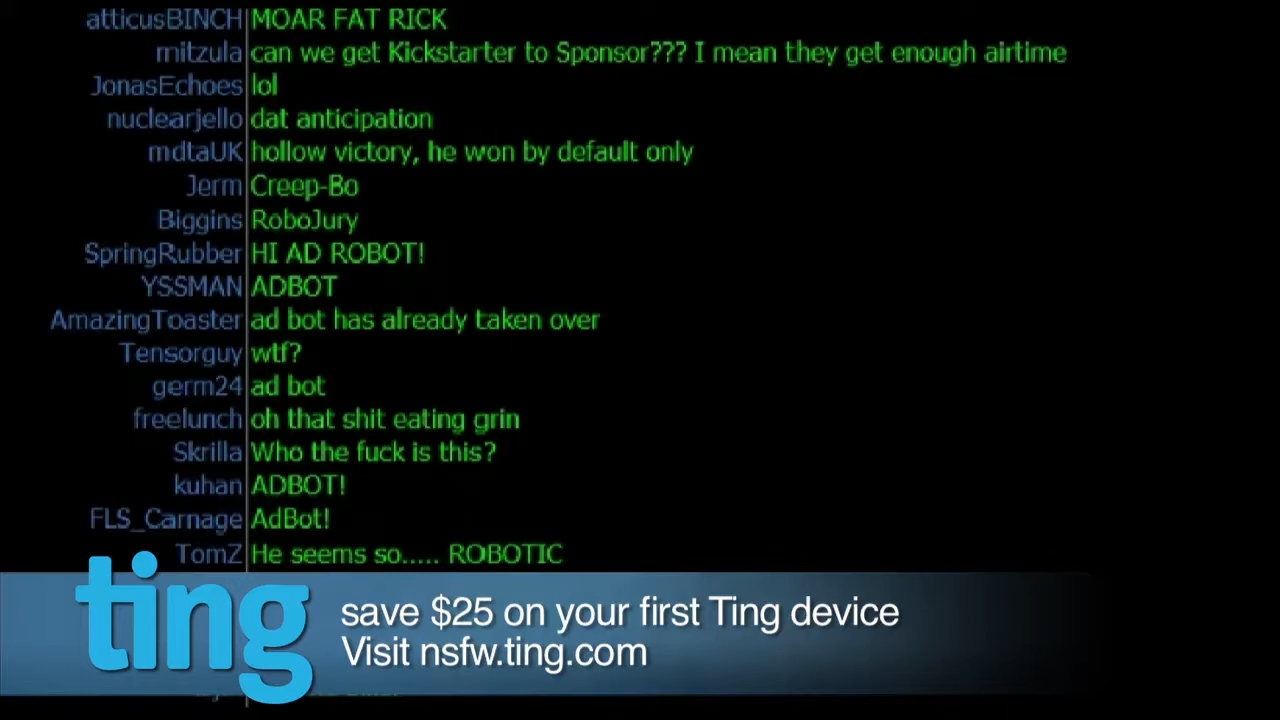 atticusBINCH MOAR FAT RICK
mitzula can we get Kickstarter to Sponsor??? I mean they get enough airtime
JonasEchoes lol
nuclearjello dat anticipation
mdtaUK hollow victory, he won by default only
Jerm Creep-Bo
Biggins RoboJury
SpringRubber HI AD ROBOT!
YSSMAN ADBOT
AmazingToaster ad bot has already taken over
Tensorguy wtf?
germ24 ad bot
freelunch oh that shit eating grin
Skrilla Who the fuck is this?
kuhan ADBOT!
FLS_Carnage AdBot!
TomZ He seems so..... ROBOTIC
ting
save $25 on your first Ting device
Visit nsfw.ting.com